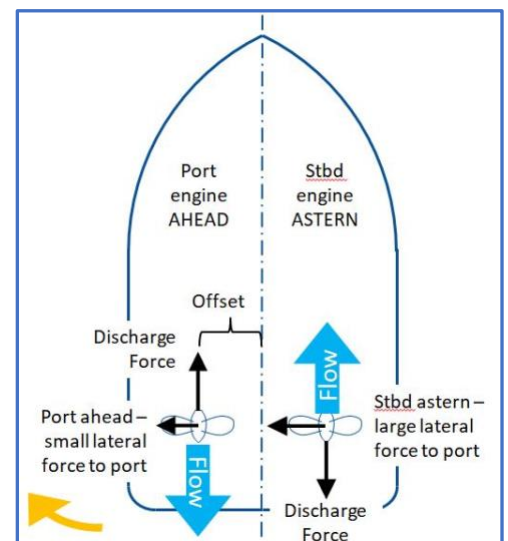 Port
engine
AHEAD
Stbd
engine
ASTERN
Offset
Discharge
Force
Flow
Port ahead –
small lateral
force to port
Flow
Stbd astern –
large lateral
force to port
Discharge
Force